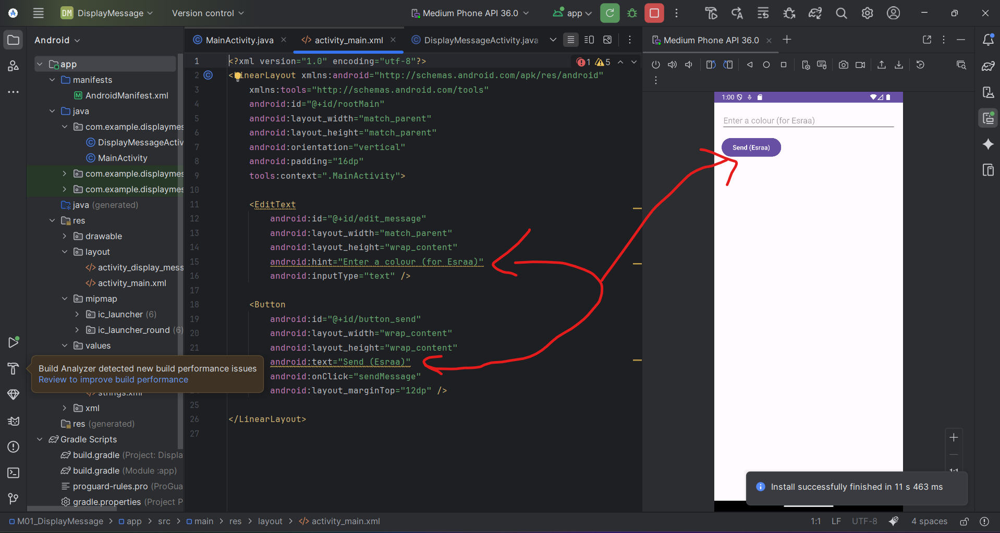 DM DisplayMessage Version control Medium Phone API 36.0 app
Android
app
manifests
AndroidManifest.xml
java
com.example.displaymes
DisplayMessageActiv
MainActivity
com.example.displaymes
com.example.displaymes
java (generated)
res
drawable
layout
activity_display_mess
activity_main.xml
mipmap
ic_launcher (6)
ic_launcher_round (6)
values
Build Analyzer detected new build performance issues
Review to improve build performance
strings.xml
xml
res (generated)
Gradle Scripts
build.gradle (Project: Displa
build.gradle (Module :app)
proguard-rules.pro (ProGua
gradle.properties (Project P
MainActivity.java activity_main.xml DisplayMessageActivity.java
1 5
1 <?xml version="1.0" encoding="utf-8"?>
2 <LinearLayout xmlns:android="http://schemas.android.com/apk/res/android"
3 xmlns:tools="http://schemas.android.com/tools"
4 android:id="@+id/rootMain"
5 android:layout_width="match_parent"
6 android:layout_height="match_parent"
7 android:orientation="vertical"
8 android:padding="16dp"
9 tools:context=".MainActivity">
10
11 <EditText
12 android:id="@+id/edit_message"
13 android:layout_width="match_parent"
14 android:layout_height="wrap_content"
15 android:hint="Enter a colour (for Esraa)"
16 android:inputType="text" />
17
18 <Button
19 android:id="@+id/button_send"
20 android:layout_width="wrap_content"
21 android:layout_height="wrap_content"
android:text="Send (Esraa)"
android:onClick="sendMessage"
android:layout_marginTop="12dp" />
25
26 </LinearLayout>
27
Medium Phone API 36.0
1:00
Enter a colour (for Esraa)
Send (Esraa)
1:1
Install successfully finished in 11 s 463 ms
M01_DisplayMessage > app > src > main > res > layout > activity_main.xml
1:1 LF UTF-8 4 spaces